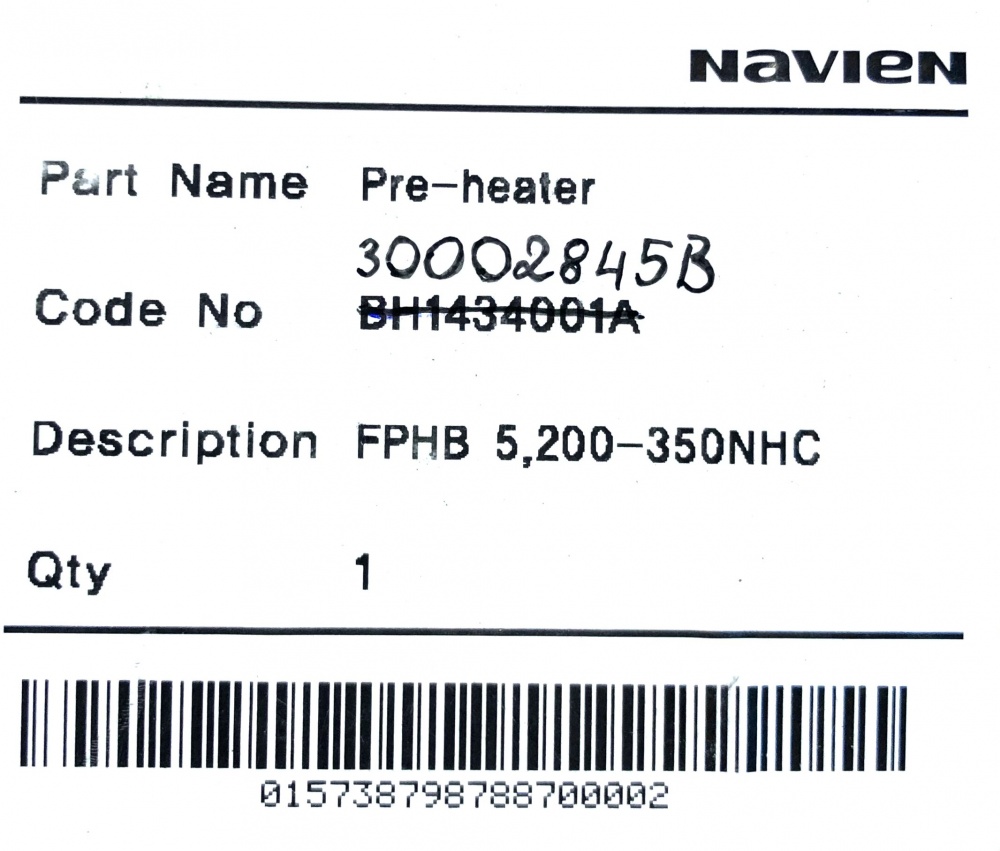 NaVIeN
Part Name Pre-heater
30002845B
Code No BH1434001A
Description FPHB 5,200-350NHC
Qty 1
015738798788700002